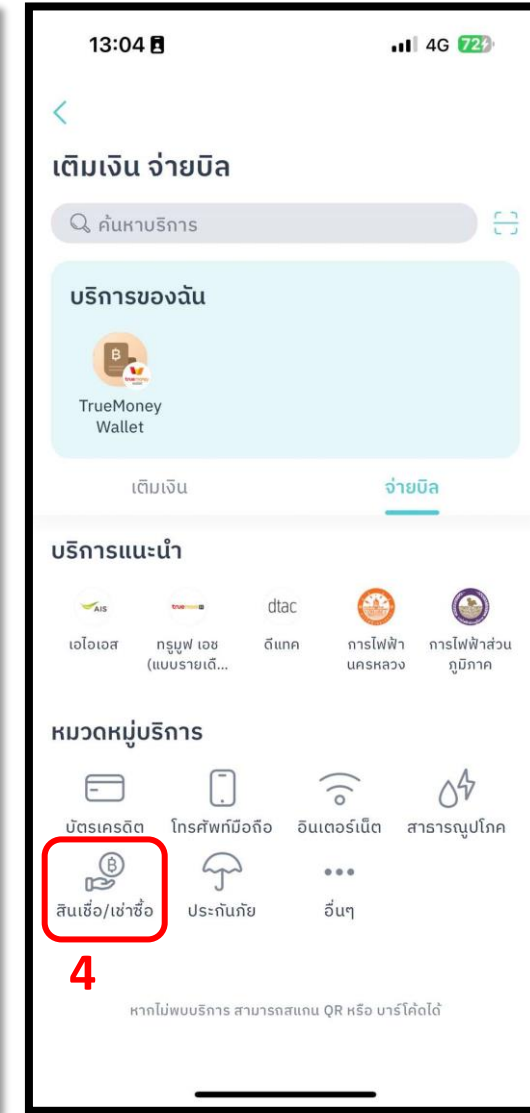 13:04
4G 72
เติมเงิน จ่ายบิล
ค้นหาบริการ
บริการของฉัน
TrueMoney
Wallet
เติมเงิน จ่ายบิล
บริการแนะนำ
AIS dtac
เอไอเอส ทรูมูฟ เอช ดีแทค การไฟฟ้า การไฟฟ้าส่วน
(แบบรายเดื... นครหลวง ภูมิภาค
หมวดหมู่บริการ
บัตรเครดิต โทรศัพท์มือถือ อินเตอร์เน็ต สาธารณูปโภค
สินเชื่อ/เช่าซื้อ ประกันภัย อื่นๆ
4
หากไม่พบบริการ สามารถสแกน QR หรือ บาร์โค้ดได้